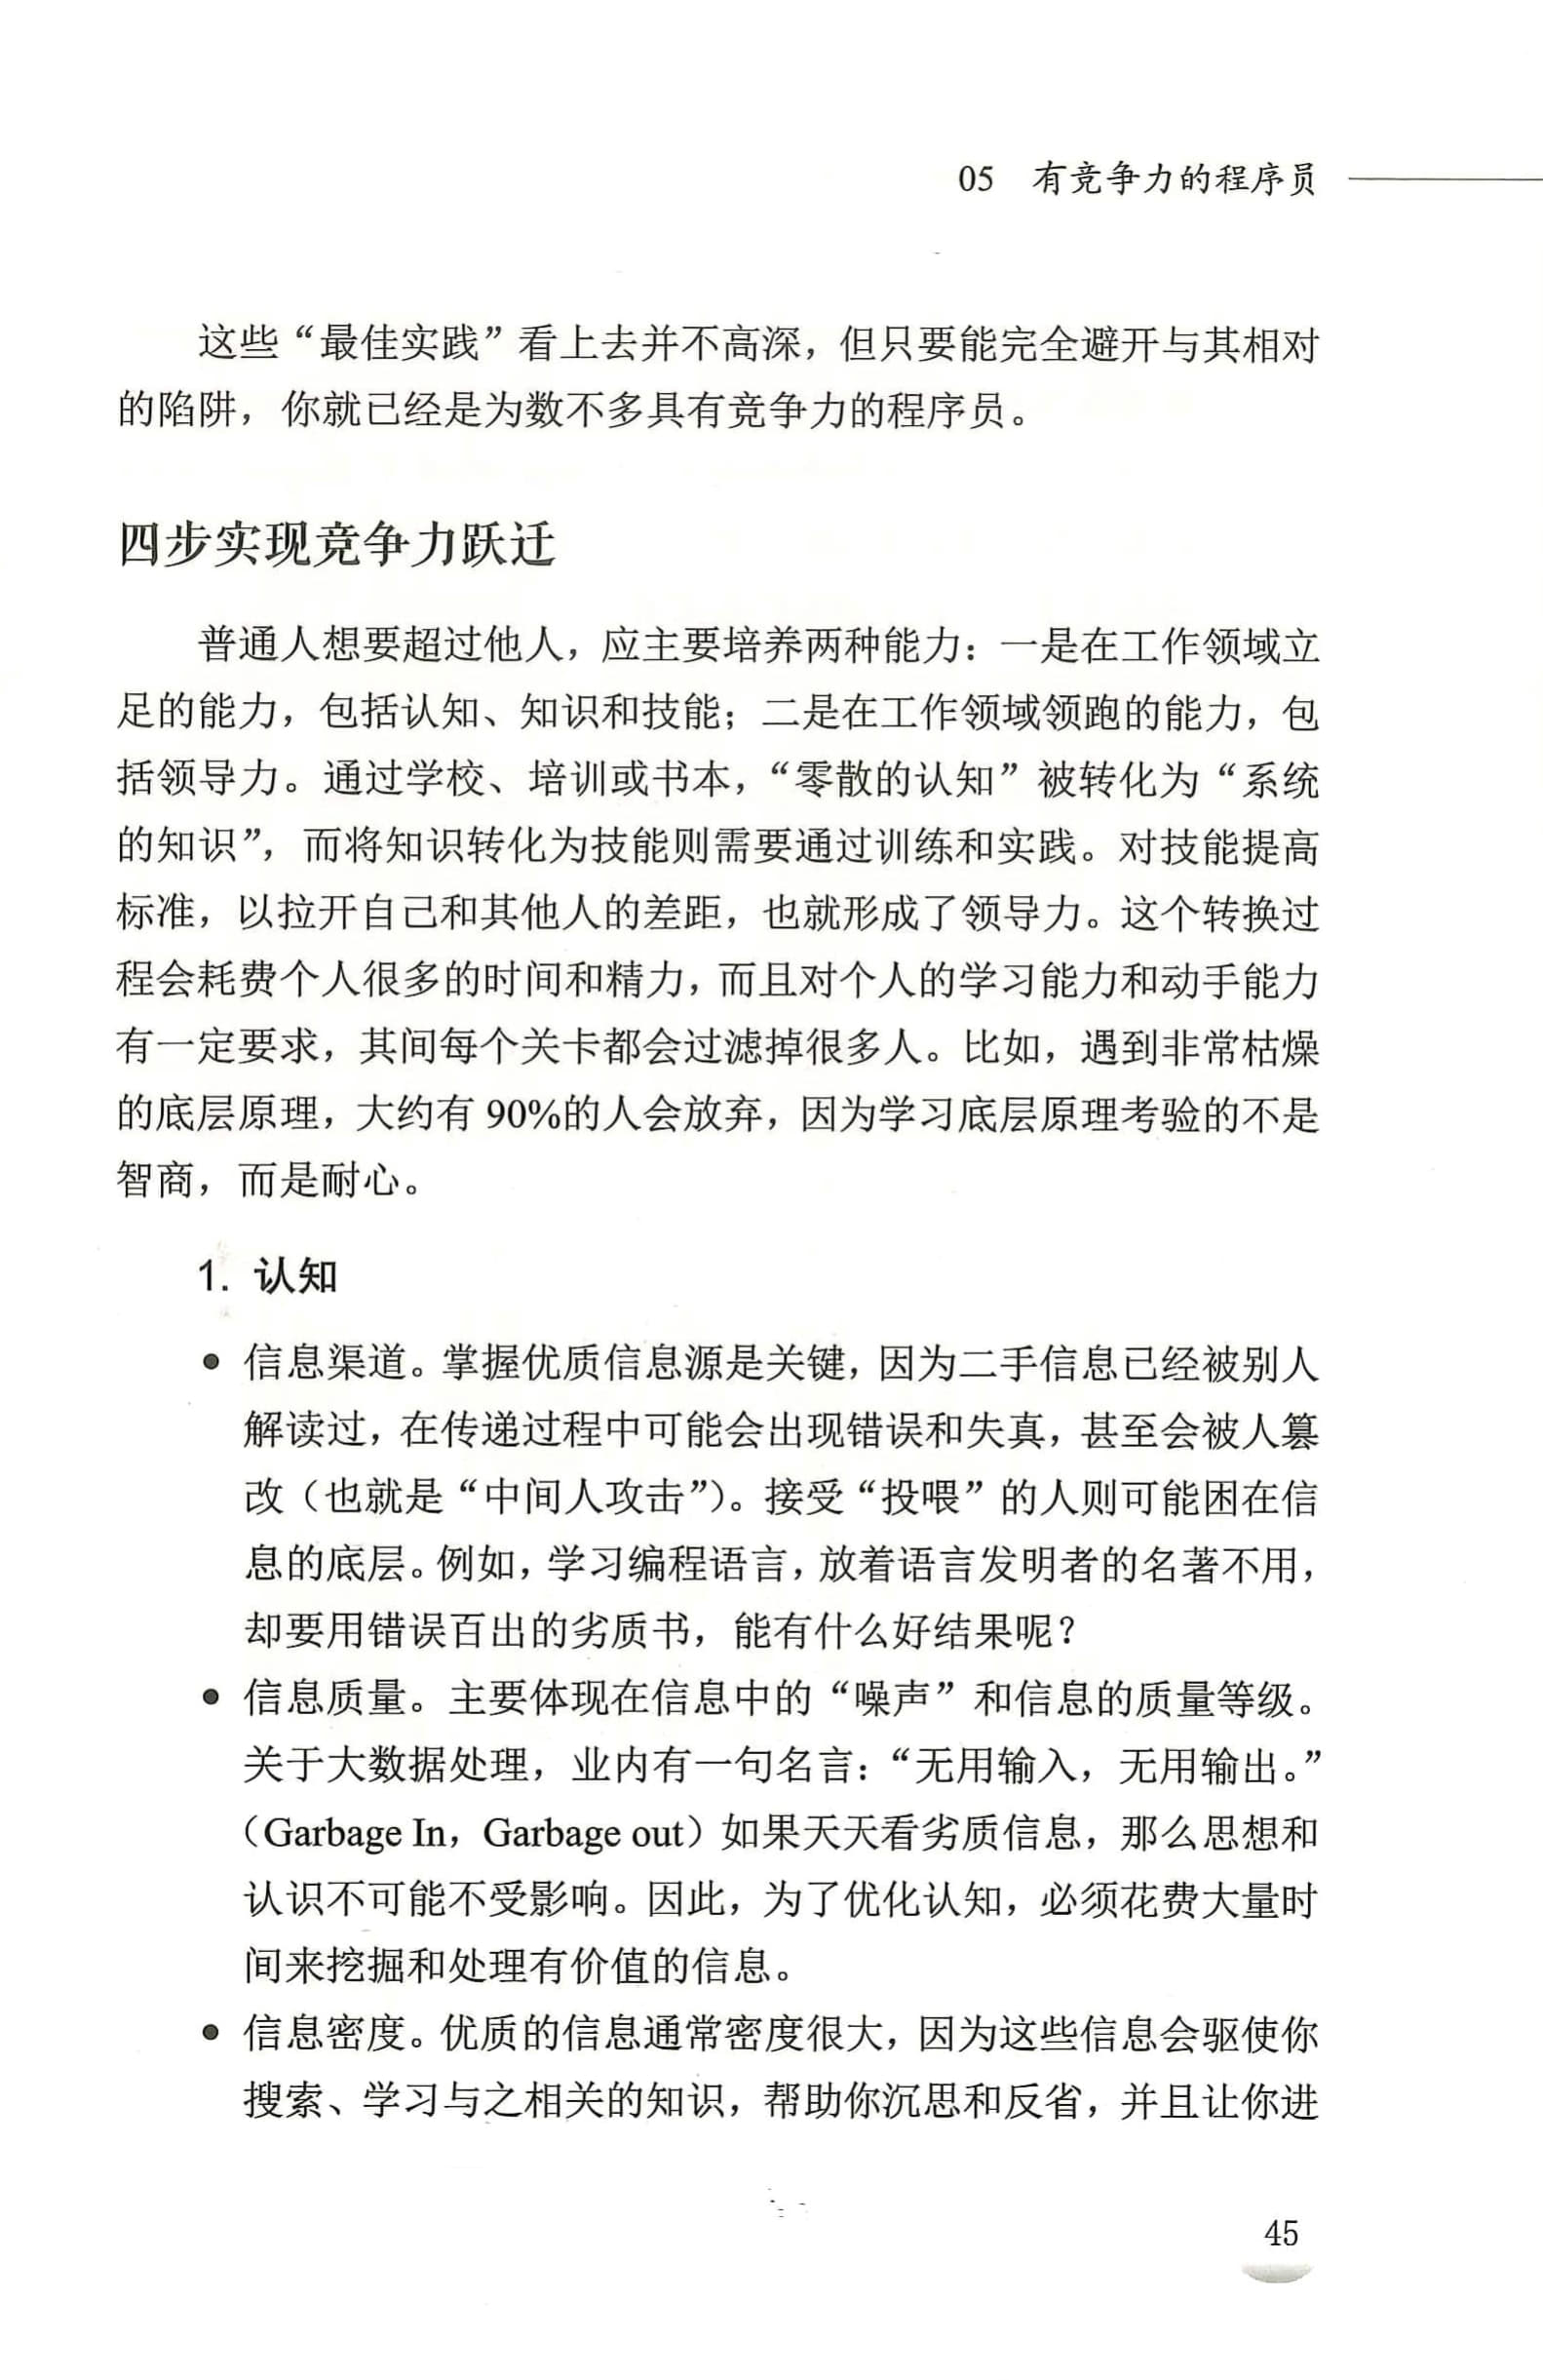 05 有竞争力的程序员
这些“最佳实践”看上去并不高深，但只要能完全避开与其相对
的陷阱，你就已经是为数不多具有竞争力的程序员。
四步实现竞争力跃迁
普通人想要超过他人，应主要培养两种能力：一是在工作领域立
足的能力，包括认知、知识和技能；二是在工作领域领跑的能力，包
括领导力。通过学校、培训或书本，“零散的认知”被转化为“系统
的知识”，而将知识转化为技能则需要通过训练和实践。对技能提高
标准，以拉开自己和其他人的差距，也就形成了领导力。这个转换过
程会耗费个人很多的时间和精力，而且对个人的学习能力和动手能力
有一定要求，其间每个关卡都会过滤掉很多人。比如，遇到非常枯燥
的底层原理，大约有 90%的人会放弃，因为学习底层原理考验的不是
智商，而是耐心。
1. 认知
● 信息渠道。掌握优质信息源是关键，因为二手信息已经被别人
解读过，在传递过程中可能会出现错误和失真，甚至会被人篡
改（也就是“中间人攻击”）。接受“投喂”的人则可能困在信
息的底层。例如，学习编程语言，放着语言发明者的名著不用，
却要用错误百出的劣质书，能有什么好结果呢？
● 信息质量。主要体现在信息中的“噪声”和信息的质量等级。
关于大数据处理，业内有一句名言：“无用输入，无用输出。”
（Garbage In，Garbage out）如果天天看劣质信息，那么思想和
认识不可能不受影响。因此，为了优化认知，必须花费大量时
间来挖掘和处理有价值的信息。
● 信息密度。优质的信息通常密度很大，因为这些信息会驱使你
搜索、学习与之相关的知识，帮助你沉思和反省，并且让你进
45